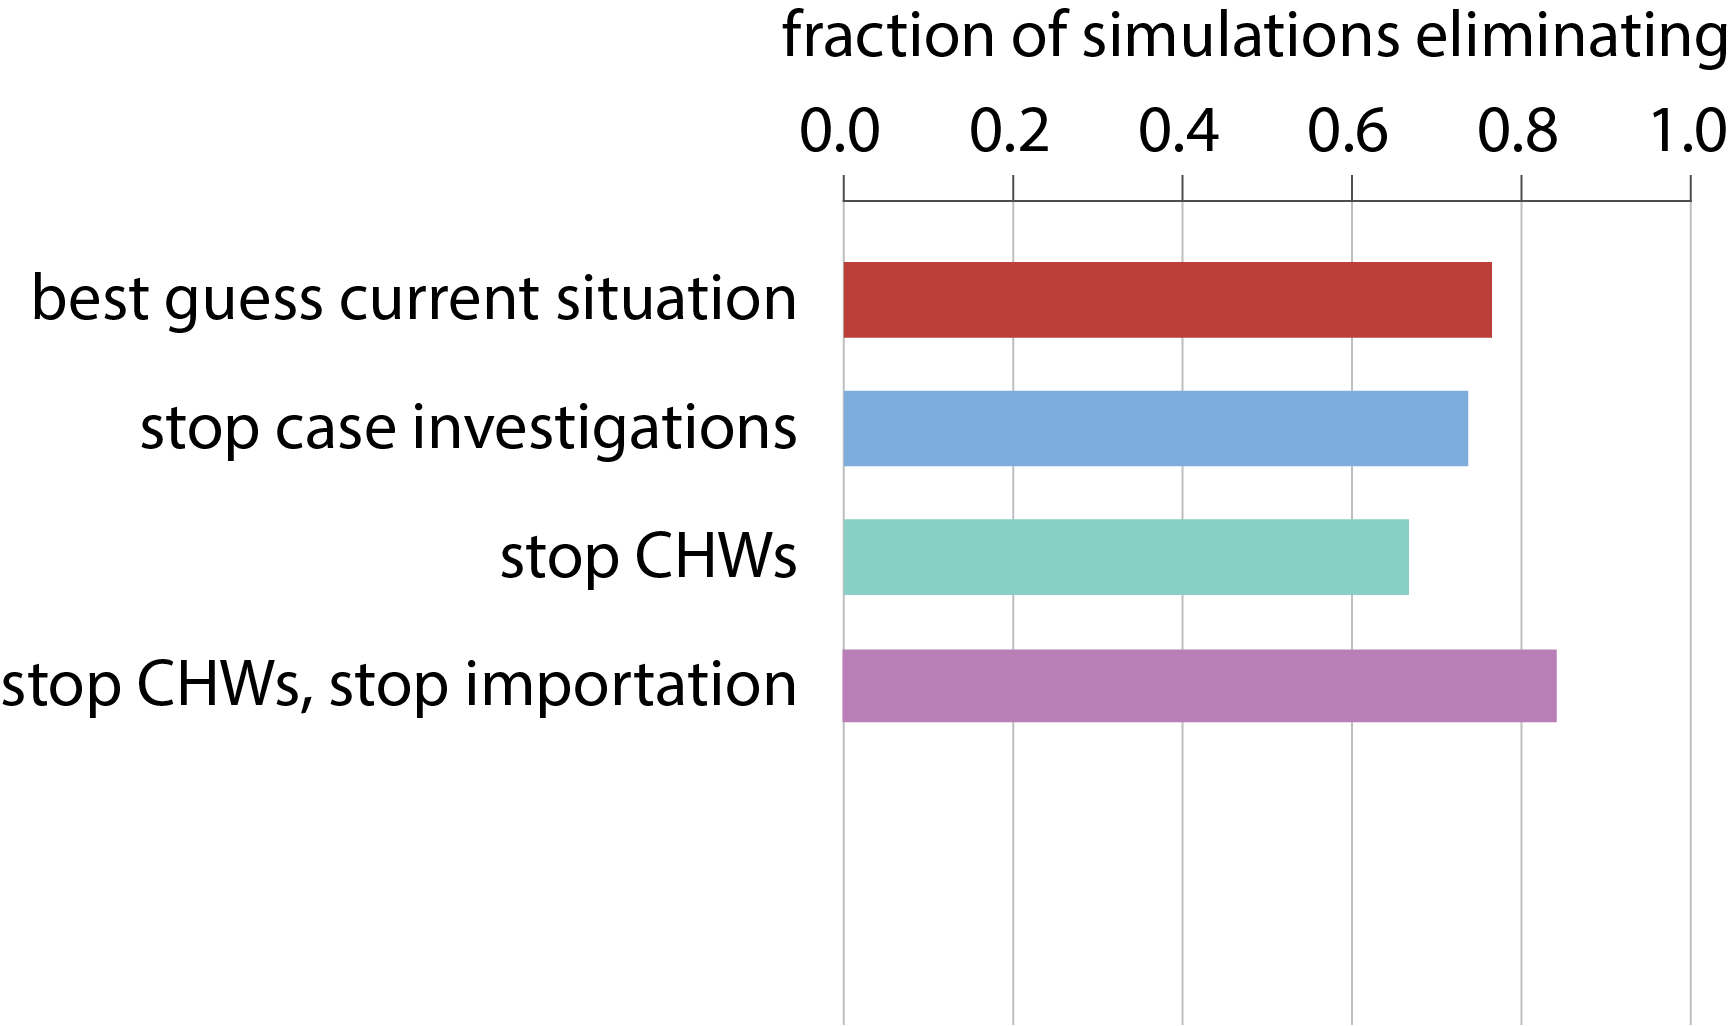 fraction of simulations eliminating
0.0 0.2 0.4 0.6 0.8 1.0
best guess current situation
stop case investigations
stop CHWs
stop CHWs, stop importation